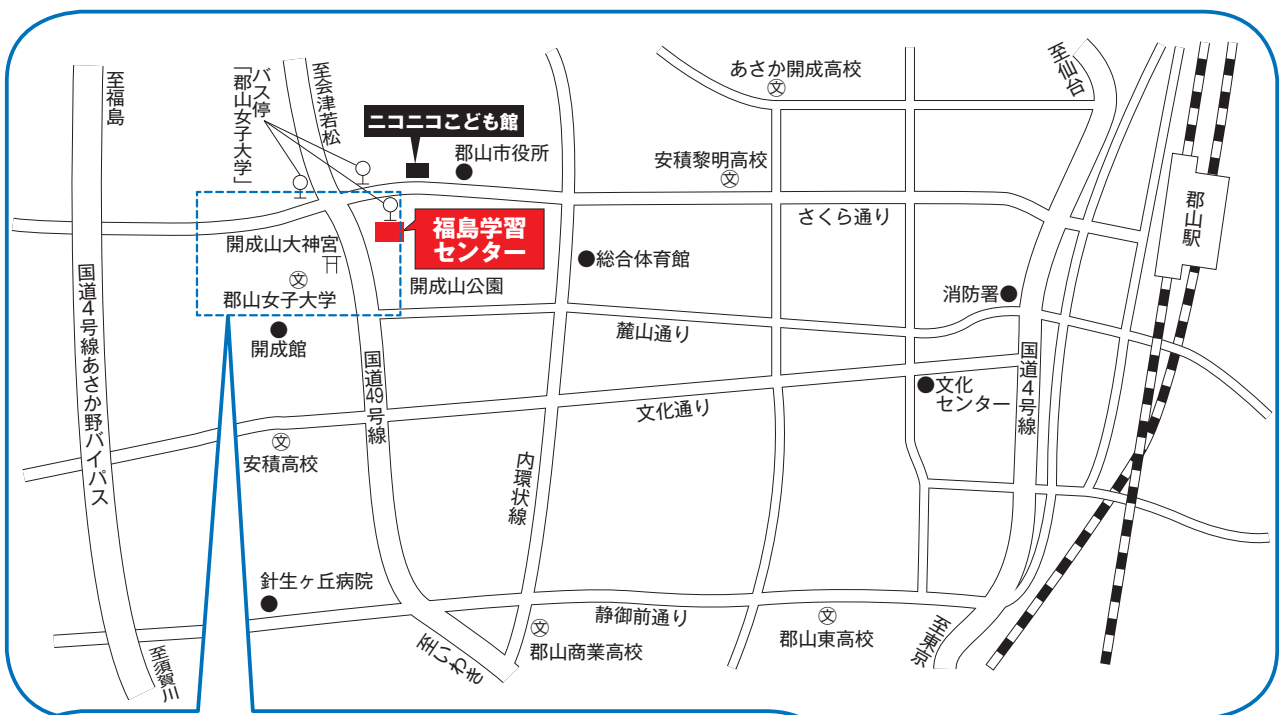 至福島
バス停
「郡山女子大学」
至会津若松
ニコニコこども館
郡山市役所
あさか開成高校
文
至仙台
安積黎明高校
文
さくら通り
郡山駅
福島学習
センター
開成山大神宮
文
郡山女子大学
開成山公園
総合体育館
消防署
開成館
麓山通り
国道4号線あさか野バイパス
国道49号線
国道4号線
文化
センター
文化通り
文
安積高校
内環状線
針生ヶ丘病院
静御前通り
文
郡山商業高校
文
郡山東高校
至須賀川
至いわき
至東京